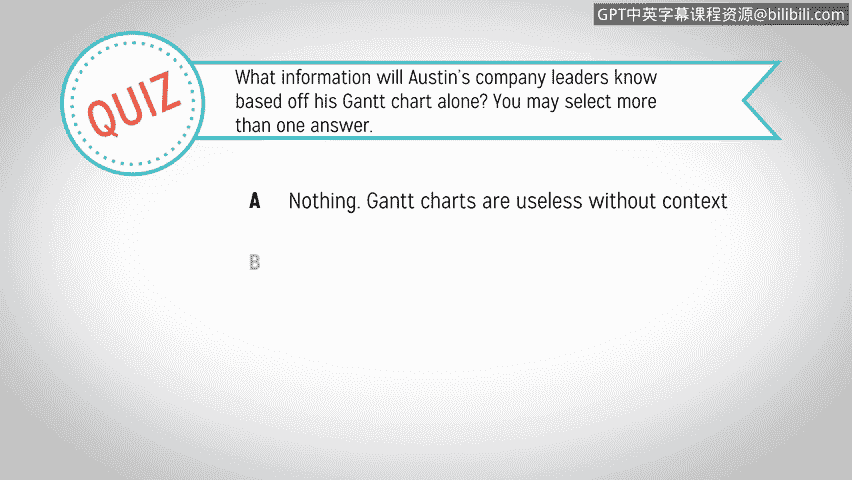 GPT中英字幕课程资源@bilibili.com
QUIZ
What information will Austin's company leaders know
based off his Gantt chart alone? You may select more
than one answer.
A Nothing. Gantt charts are useless without context
B